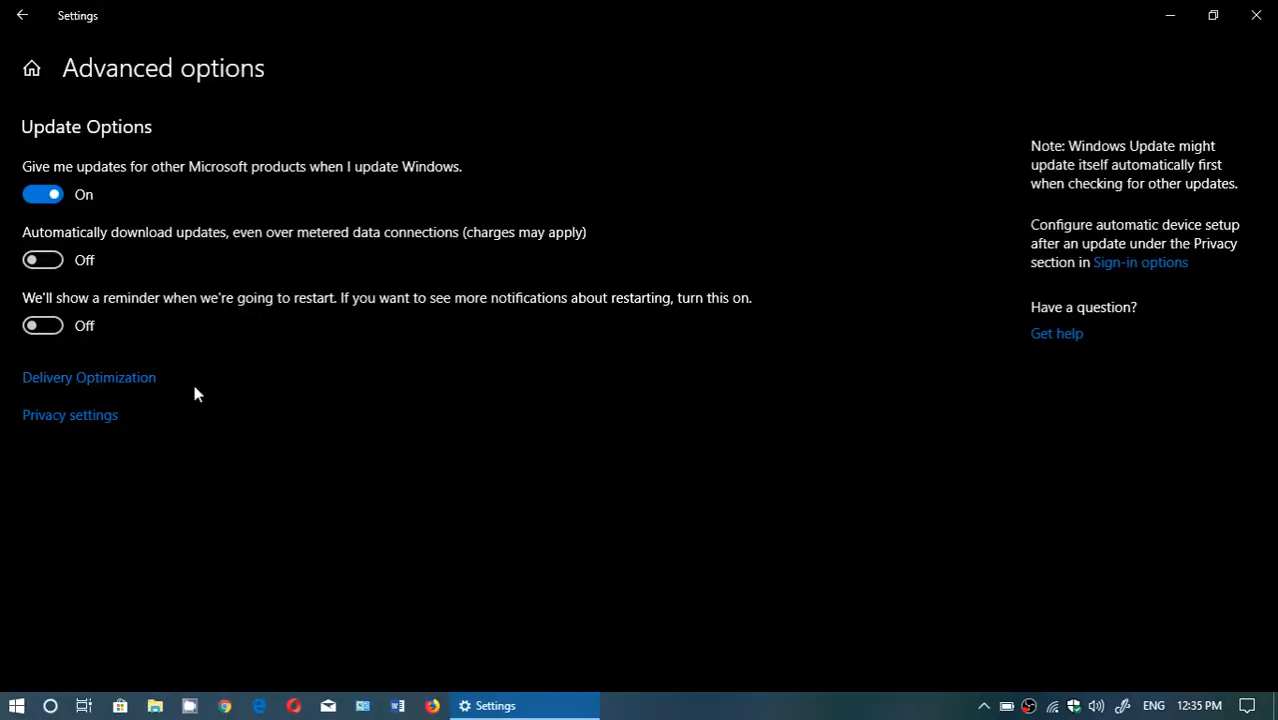 Settings
Advanced options
Update Options
Give me updates for other Microsoft products when I update Windows.
On
Automatically download updates, even over metered data connections (charges may apply)
Off
We'll show a reminder when we're going to restart. If you want to see more notifications about restarting, turn this on.
Off
Delivery Optimization
Privacy settings
Note: Windows Update might
update itself automatically first
when checking for other updates.
Configure automatic device setup
after an update under the Privacy
section in Sign-in options
Have a question?
Get help
Settings
ENG
12:35 PM